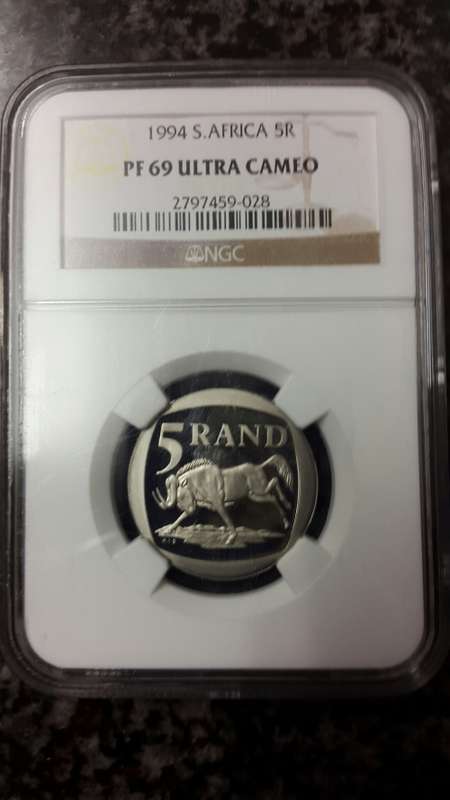 1994 S.AFRICA 5R
PF 69 ULTRA CAMEO
2797459-028
NGC
5 RAND